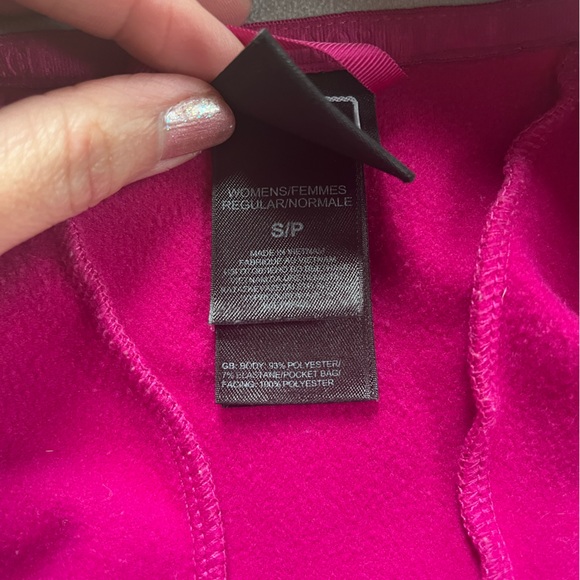 WOMENS/FEMMES
REGULAR/NORMALE
S/P
MADE IN VIETNAM
FABRIQUÉ AU VIETNAM
GB: BODY: 93% POLYESTER/
7% ELASTANE/POCKET BAG/
FACING: 100% POLYESTER